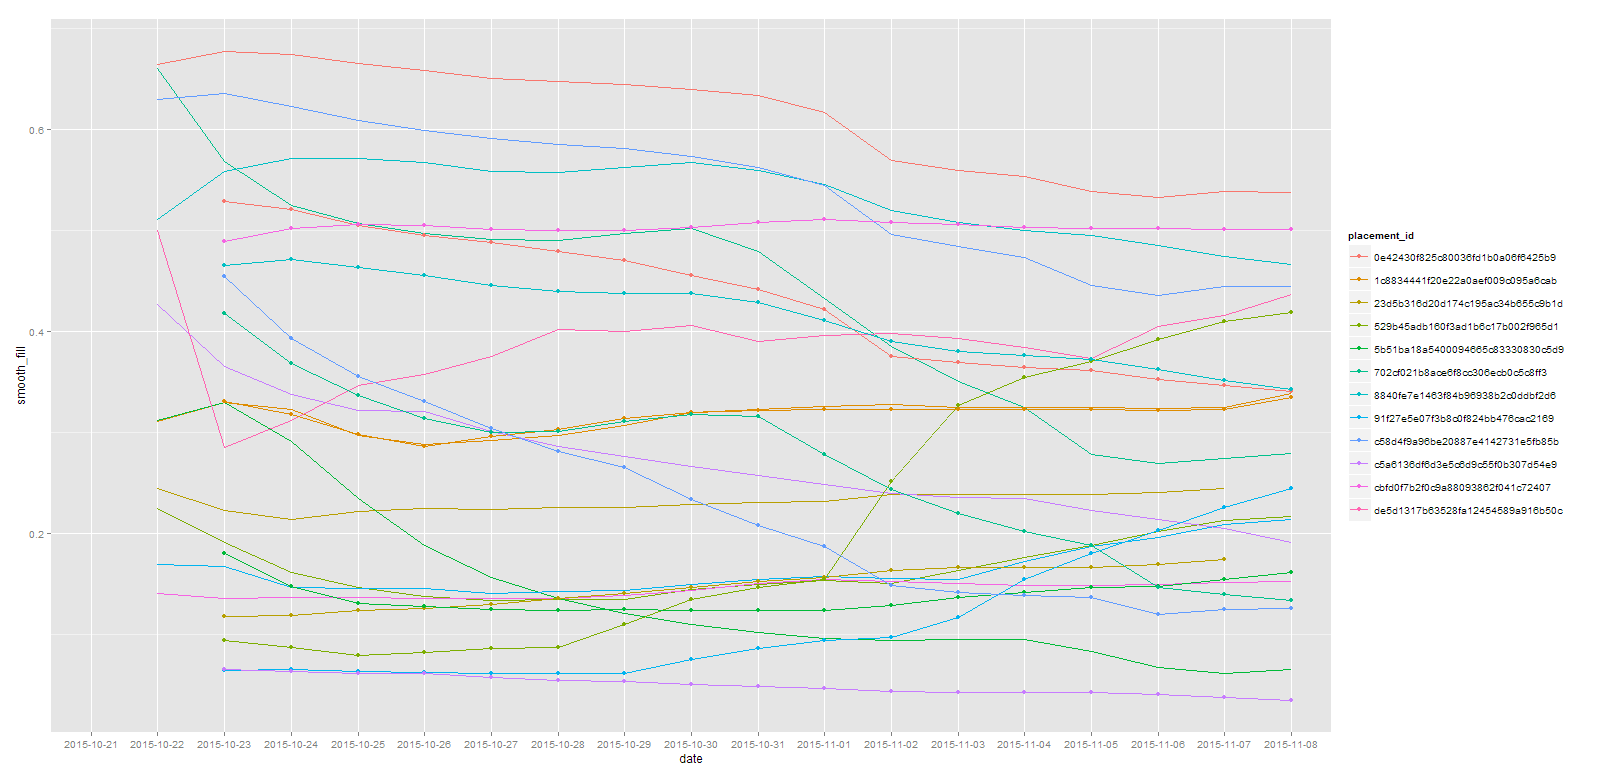 smooth_fill
0.6
0.4
0.2
2015-10-21 2015-10-22 2015-10-23 2015-10-24 2015-10-25 2015-10-26 2015-10-27 2015-10-28 2015-10-29 2015-10-30 2015-10-31 2015-11-01 2015-11-02 2015-11-03 2015-11-04 2015-11-05 2015-11-06 2015-11-07 2015-11-08
date
placement_id
0e42430f825c80036fd1b0a06f6425b9
1c8834441f20e22a0aef009c095a6cab
23d5b316d20d174c195ac34b655c9b1d
529b45adb160f3ad1b6c17b002f965d1
5b51ba18a5400094665c83330830c5d9
702cf021b8ace6f8cc306ecb0c5c8ff3
8840fe7e1463f84b96938b2c0ddbf2d6
91f27e5e07f3b8c0f824bb476cac2169
c58d4f9a96be20887e4142731e5fb85b
c5a6136df6d3e5c6d9c55f0b307d54e9
cbfd0f7b2f0c9a88093862f041c72407
de5d1317b63528fa12454589a916b50c